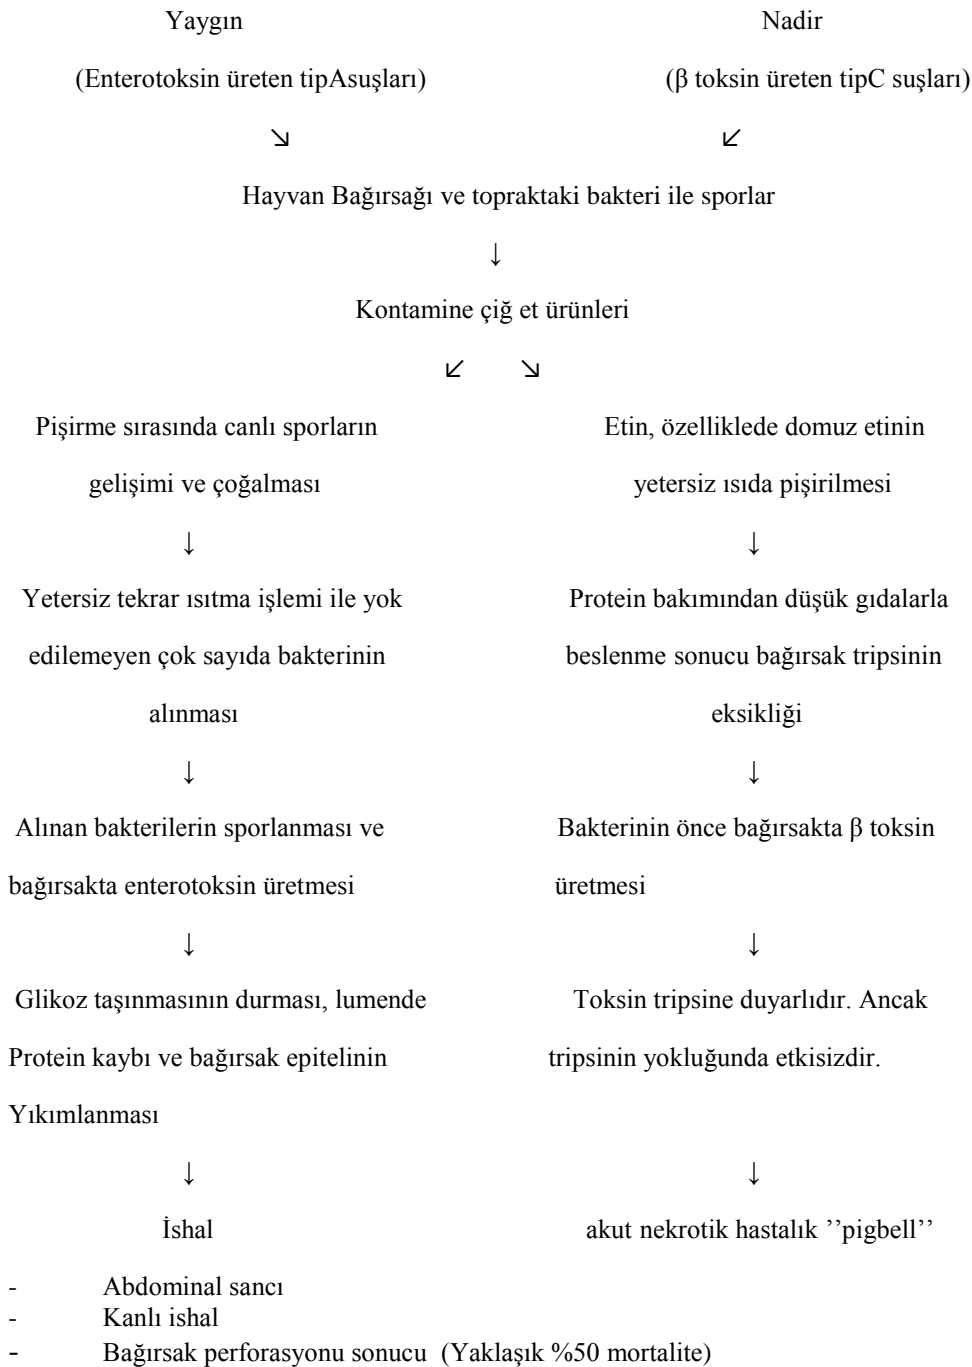 Yaygın
Nadir
(Enterotoksin üreten tipAsuşları)
(β toksin üreten tipC suşları)
↘ ↙
Hayvan Bağırsağı ve topraktaki bakteri ile sporlar
↓
Kontamine çiğ et ürünleri
↙ ↘
Pişirme sırasında canlı sporların
gelişimi ve çoğalması
↓
Yetersiz tekrar ısıtma işlemi ile yok
edilemeyen çok sayıda bakterinin
alınması
↓
Alınan bakterilerin sporlanması ve
bağırsakta enterotoksin üretmesi
↓
Glikoz taşınmasının durması, lumende
Protein kaybı ve bağırsak epitelinin
Yıkımlanması
↓
İshal
Etin, özelliklede domuz etinin
yetersiz ısıda pişirilmesi
↓
Protein bakımından düşük gıdalarla
beslenme sonucu bağırsak tripsinin
eksikliği
↓
Bakterinin önce bağırsakta β toksin
üretmesi
↓
Toksin tripsine duyarlıdır. Ancak
tripsinin yokluğunda etkisizdir.
↓
akut nekrotik hastalık ’’pigbell’’
- Abdominal sancı
- Kanlı ishal
- Bağırsak perforasyonu sonucu (Yaklaşık %50 mortalite)